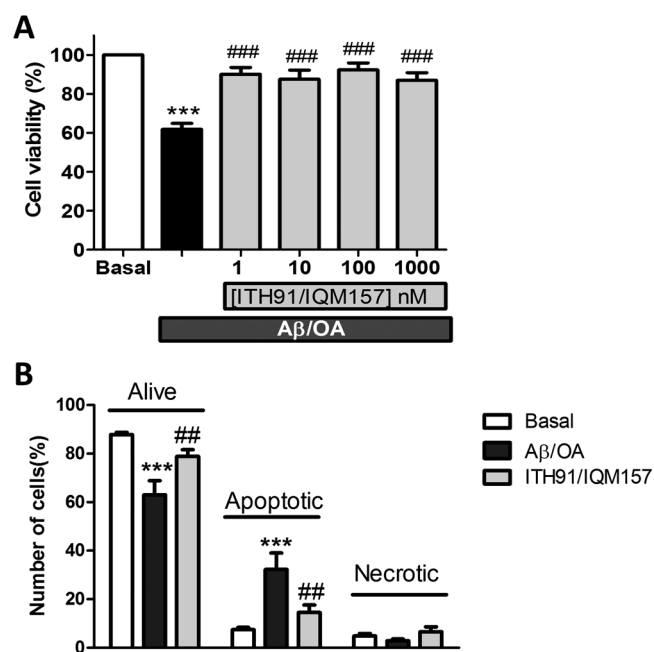 A
Cell viability (%)
100
80
60
40
20
0
***
###
###
###
###
Basal
1
10
100
1000
[ITH91/IQM157] nM
Aβ/OA
B
Number of cells(%)
100
80
60
40
20
0
Alive
***
##
Apoptotic
***
##
Necrotic
Basal
Aβ/OA
ITH91/IQM157